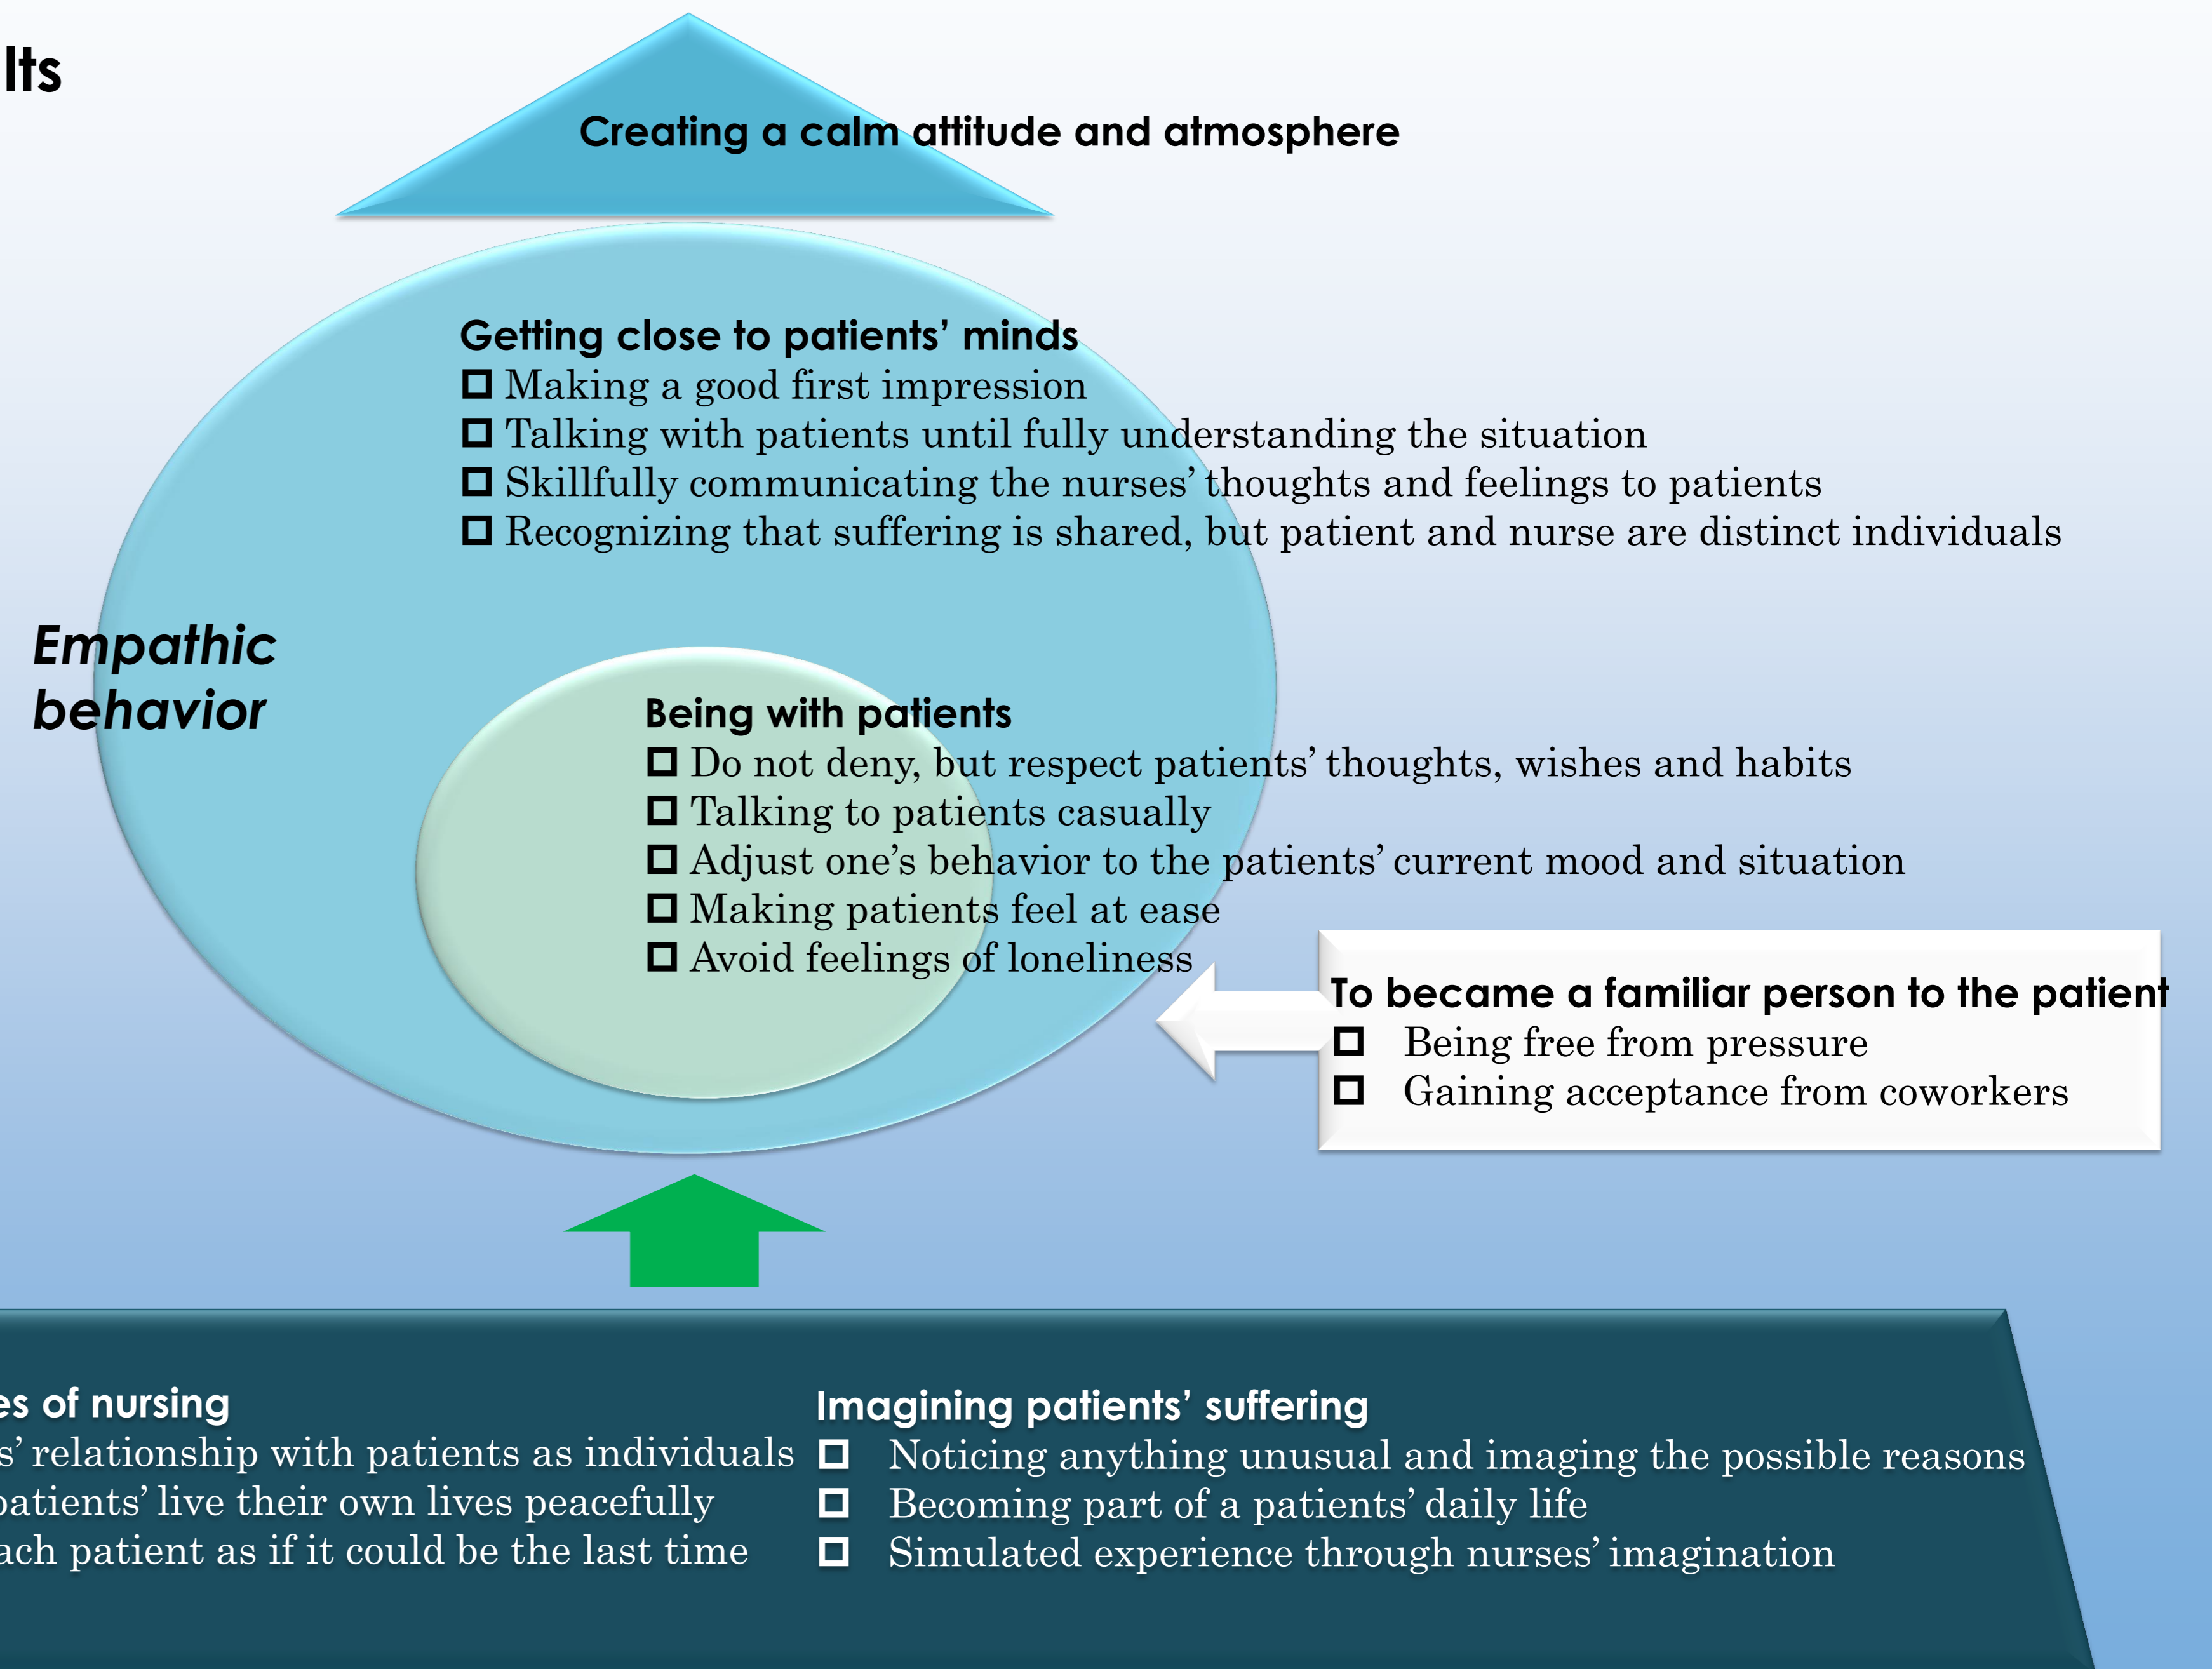 lts
Creating a calm attitude and atmosphere
Getting close to patients’ minds
Making a good first impression
Talking with patients until fully understanding the situation
Skillfully communicating the nurses’ thoughts and feelings to patients
Recognizing that suffering is shared, but patient and nurse are distinct individuals
Empathic
behavior
Being with patients
Do not deny, but respect patients’ thoughts, wishes and habits
Talking to patients casually
Adjust one’s behavior to the patients’ current mood and situation
Making patients feel at ease
Avoid feelings of loneliness
To became a familiar person to the patient
Being free from pressure
Gaining acceptance from coworkers
es of nursing
s’ relationship with patients as individuals
patients’ live their own lives peacefully
ach patient as if it could be the last time
Imagining patients’ suffering
Noticing anything unusual and imaging the possible reasons
Becoming part of a patients’ daily life
Simulated experience through nurses’ imagination